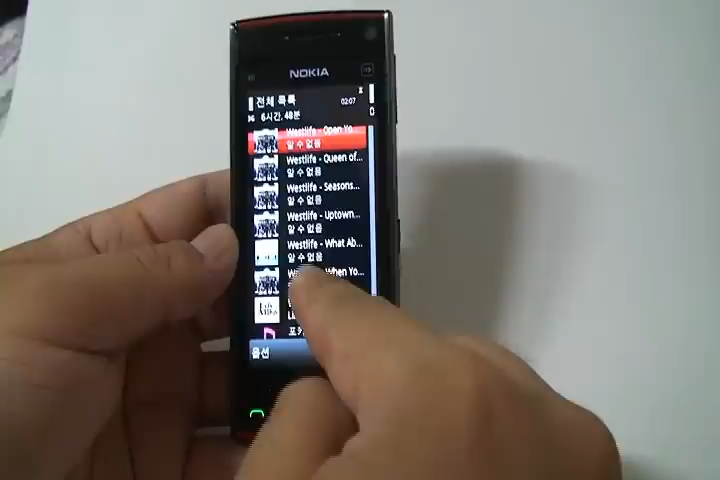 NOKIA
전체 목록
02:07
6시간, 48분
Westlife - Open Yo...
알 수 없음
Westlife - Queen of...
알 수 없음
Westlife - Seasons...
알 수 없음
Westlife - Uptown...
알 수 없음
Westlife - What Ab...
알 수 없음
When Yo...
옵션